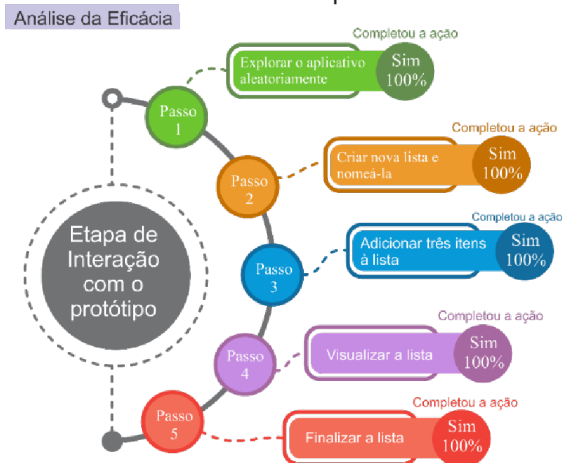 Análise da Eficácia
Completou a ação
Explorar o aplicativo
aleatoriamente
Sim
100%
Passo
1
Completou a ação
Criar nova lista e
nomeá-la
Sim
100%
Passo
2
Etapa de
Interação
com o
protótipo
Completou a ação
Adicionar três itens
à lista
Sim
100%
Passo
3
Completou a ação
Visualizar a lista
Sim
100%
Passo
4
Completou a ação
Finalizar a lista
Sim
100%
Passo
5